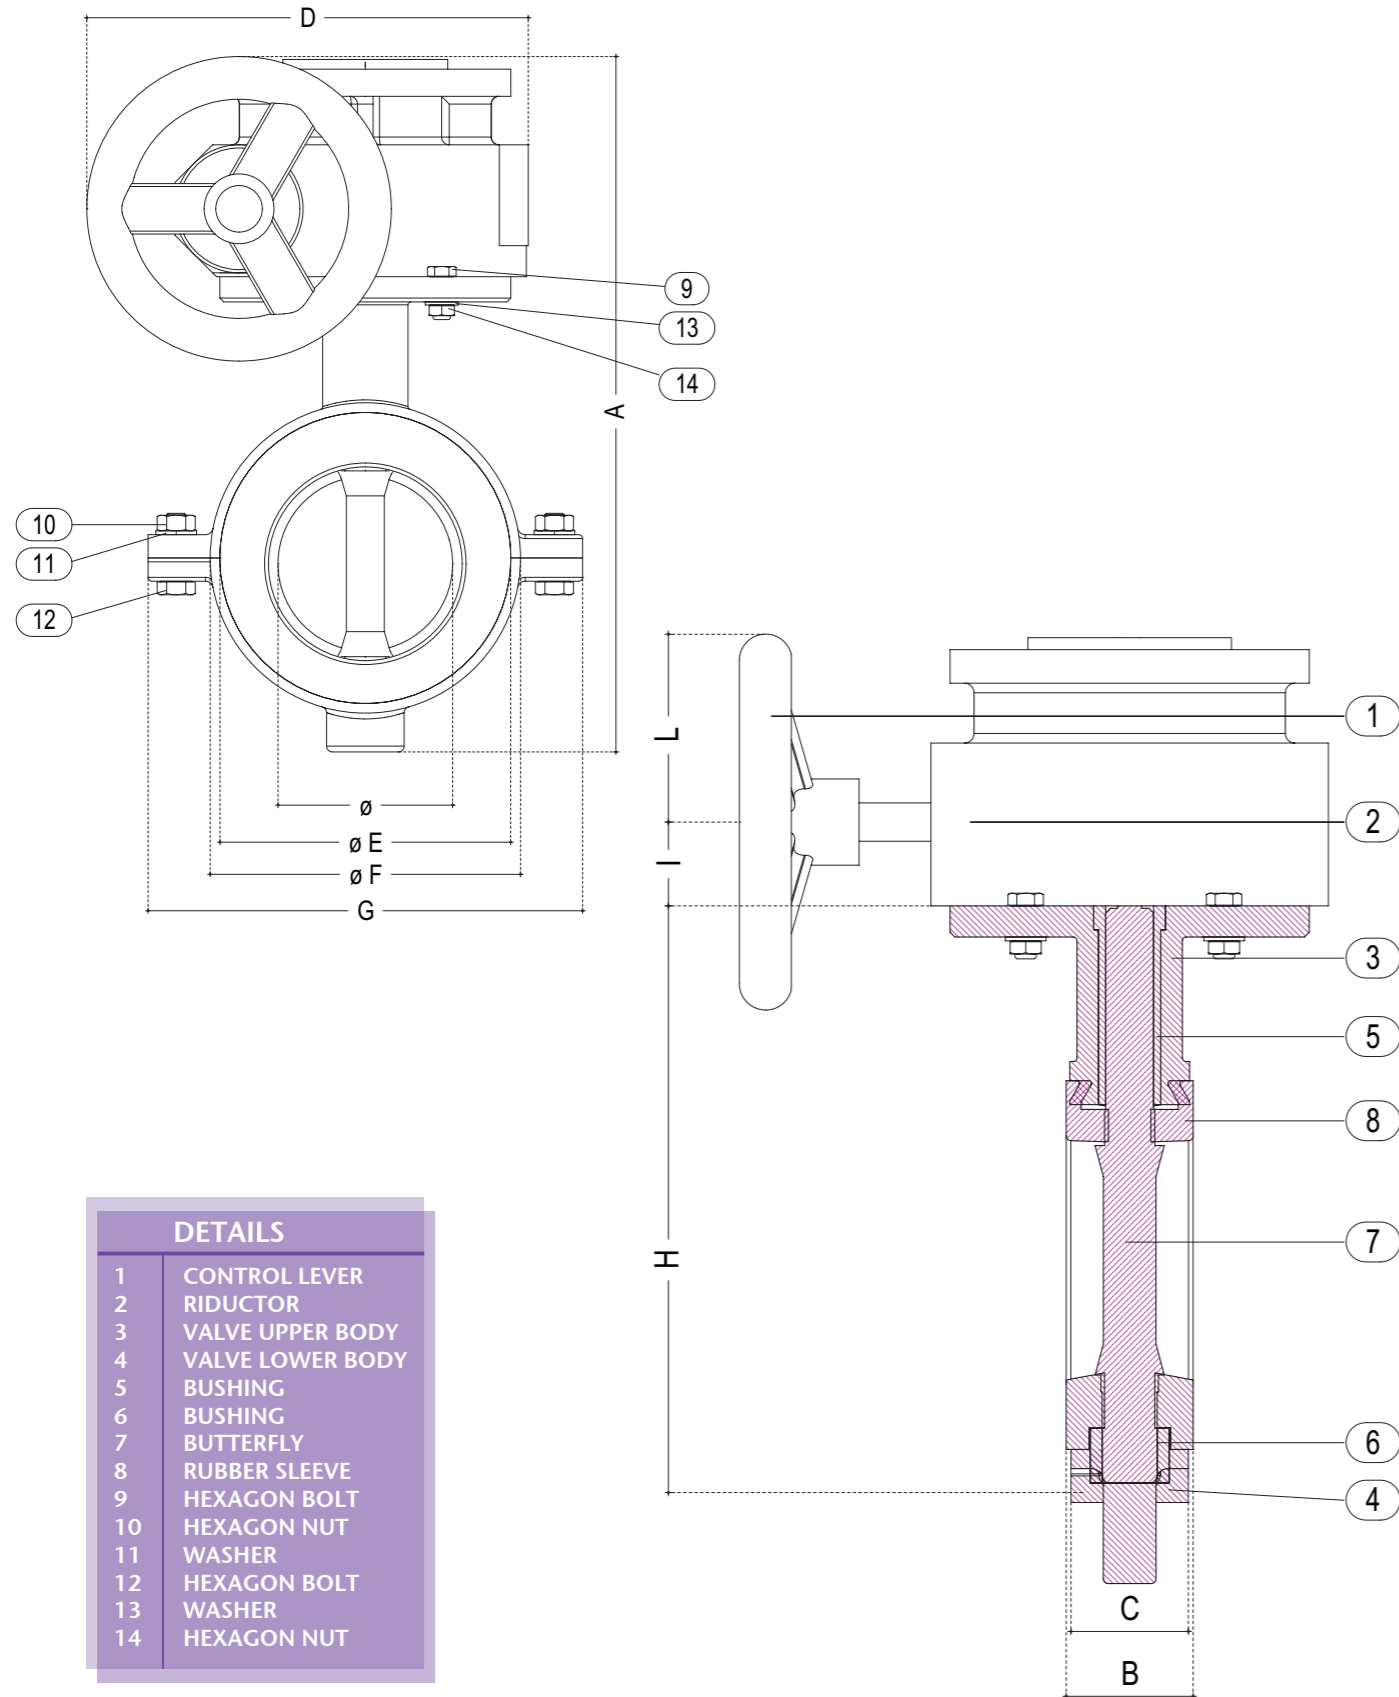 D
9
13
14
A
10
11
12
ø
ø E
ø F
G
L
I
H
1
2
3
5
8
7
6
4
C
B
DETAILS
1 CONTROL LEVER
2 RIDUCTOR
3 VALVE UPPER BODY
4 VALVE LOWER BODY
5 BUSHING
6 BUSHING
7 BUTTERFLY
8 RUBBER SLEEVE
9 HEXAGON BOLT
10 HEXAGON NUT
11 WASHER
12 HEXAGON BOLT
13 WASHER
14 HEXAGON NUT